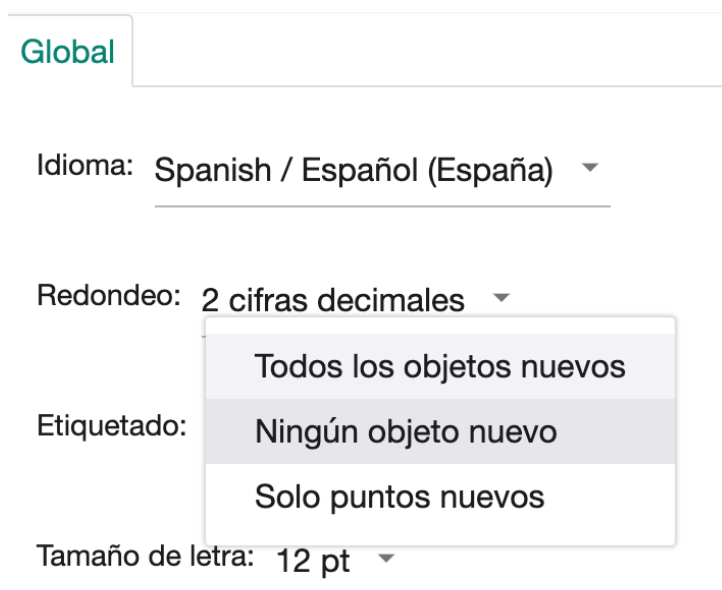 Global
Idioma: Spanish / Español (España)
Redondeo: 2 cifras decimales
Todos los objetos nuevos
Etiquetado: Ningún objeto nuevo
Solo puntos nuevos
Tamaño de letra: 12 pt